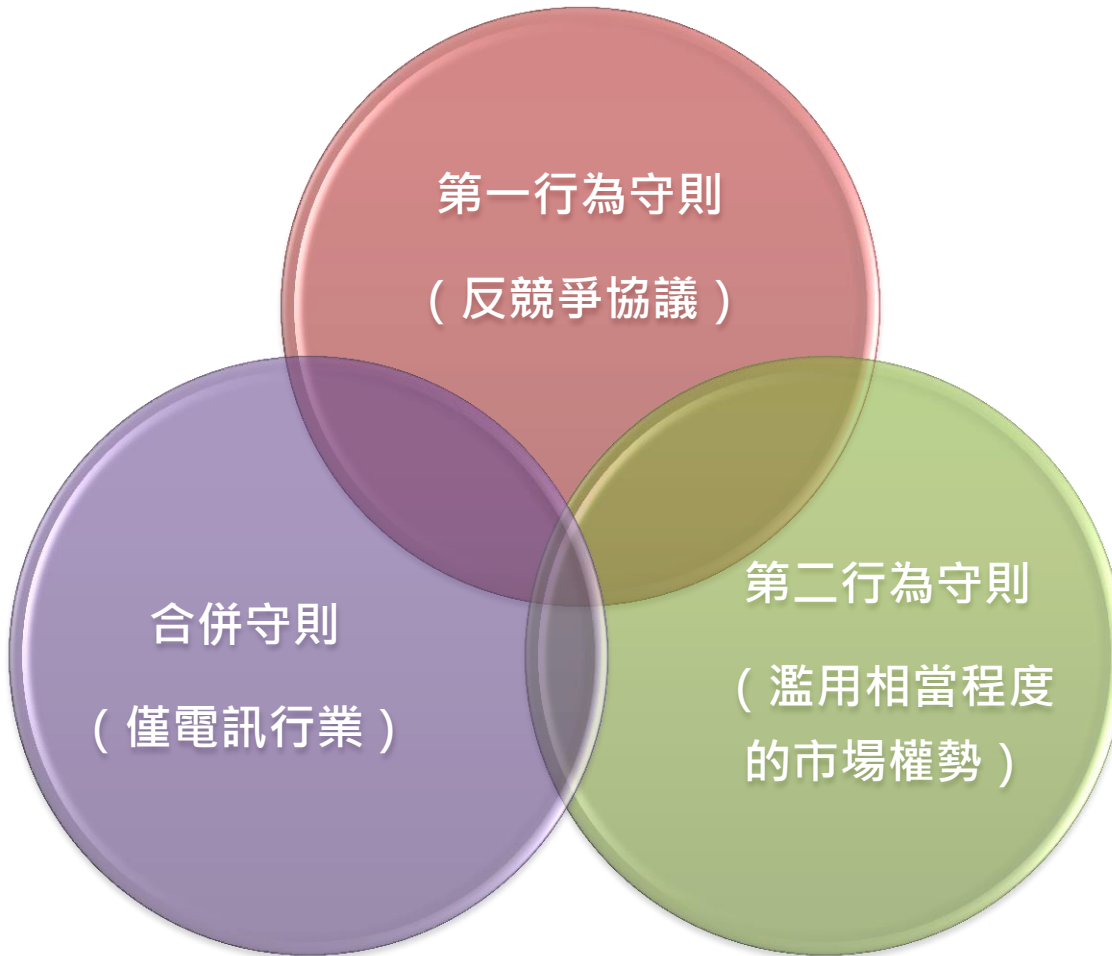 第一行為守則
（反競爭協議）
合併守則
（僅電訊行業）
第二行為守則
（濫用相當程度
的市場權勢）